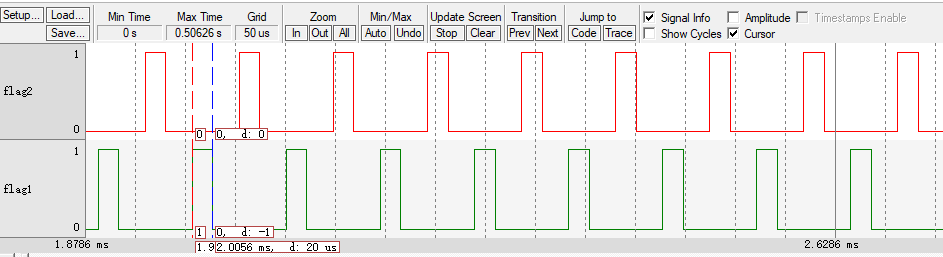 Setup... Load... Min Time Max Time Grid Zoom Min/Max Update Screen Transition Jump to Signal Info Amplitude Timestamps Enable
Save... 0 s 0.50626 s 50 us In Out All Auto Undo Stop Clear Prev Next Code Trace Show Cycles Cursor
1
flag2
0
0 0, d: 0
1
flag1
0
1 0, d: -1
1.8786 ms 1.9 2.0056 ms, d: 20 us 2.6286 ms